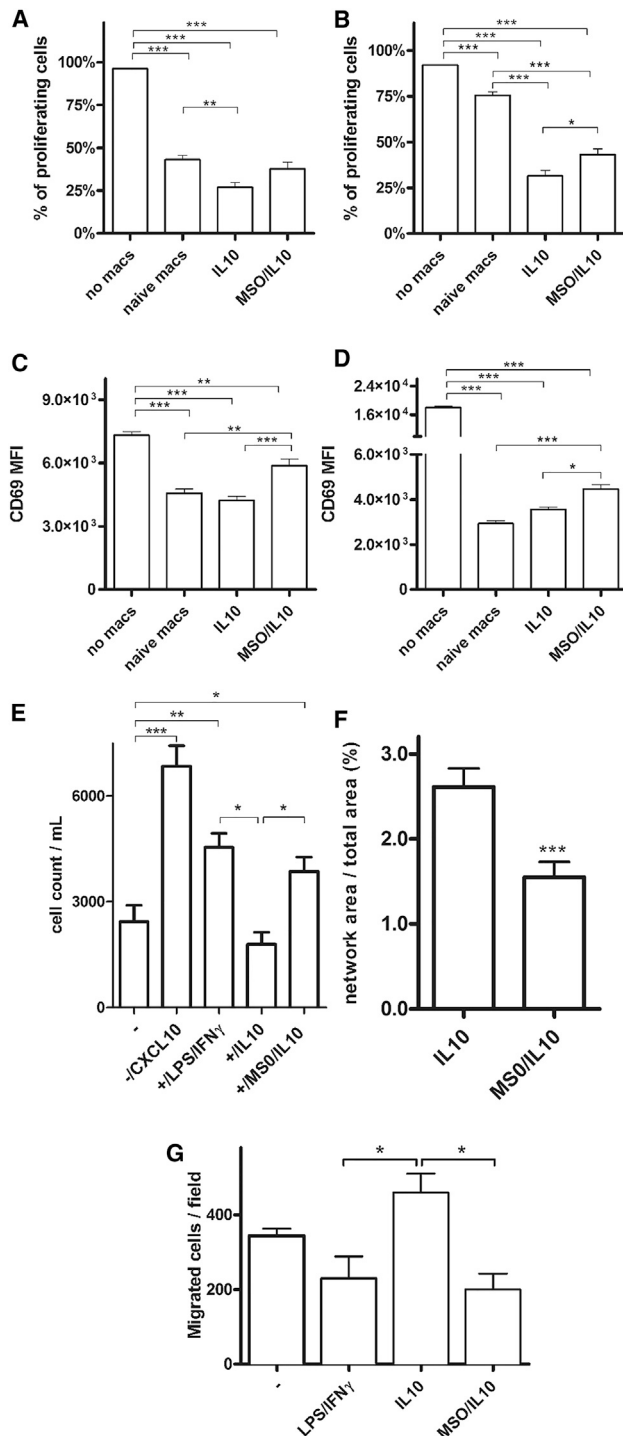 A
% of proliferating cells
100%
75%
50%
25%
0%
***
***
***
**
no macs
naive macs
IL10
MSO/IL10
B
% of proliferating cells
100%
75%
50%
25%
0%
***
***
***
***
***
*
no macs
naive macs
IL10
MSO/IL10
C
CD69 MFI
9.0×10³
6.0×10³
3.0×10³
0
**
***
***
**
***
no macs
naive macs
IL10
MSO/IL10
D
CD69 MFI
2.4×10⁴
1.6×10⁴
6.0×10³
4.0×10³
2.0×10³
0
***
***
***
***
*
no macs
naive macs
IL10
MSO/IL10
E
cell count / mL
6000
3000
0
*
**
***
*
*
-
-/CXCL10
+/LPS/IFNγ
+/IL10
+/MS0/IL10
F
network area / total area (%)
3.0
2.0
1.0
0.0
***
IL10
MS0/IL10
G
Migrated cells / field
400
200
0
*
*
-
LPS/IFNγ
IL10
MSO/IL10